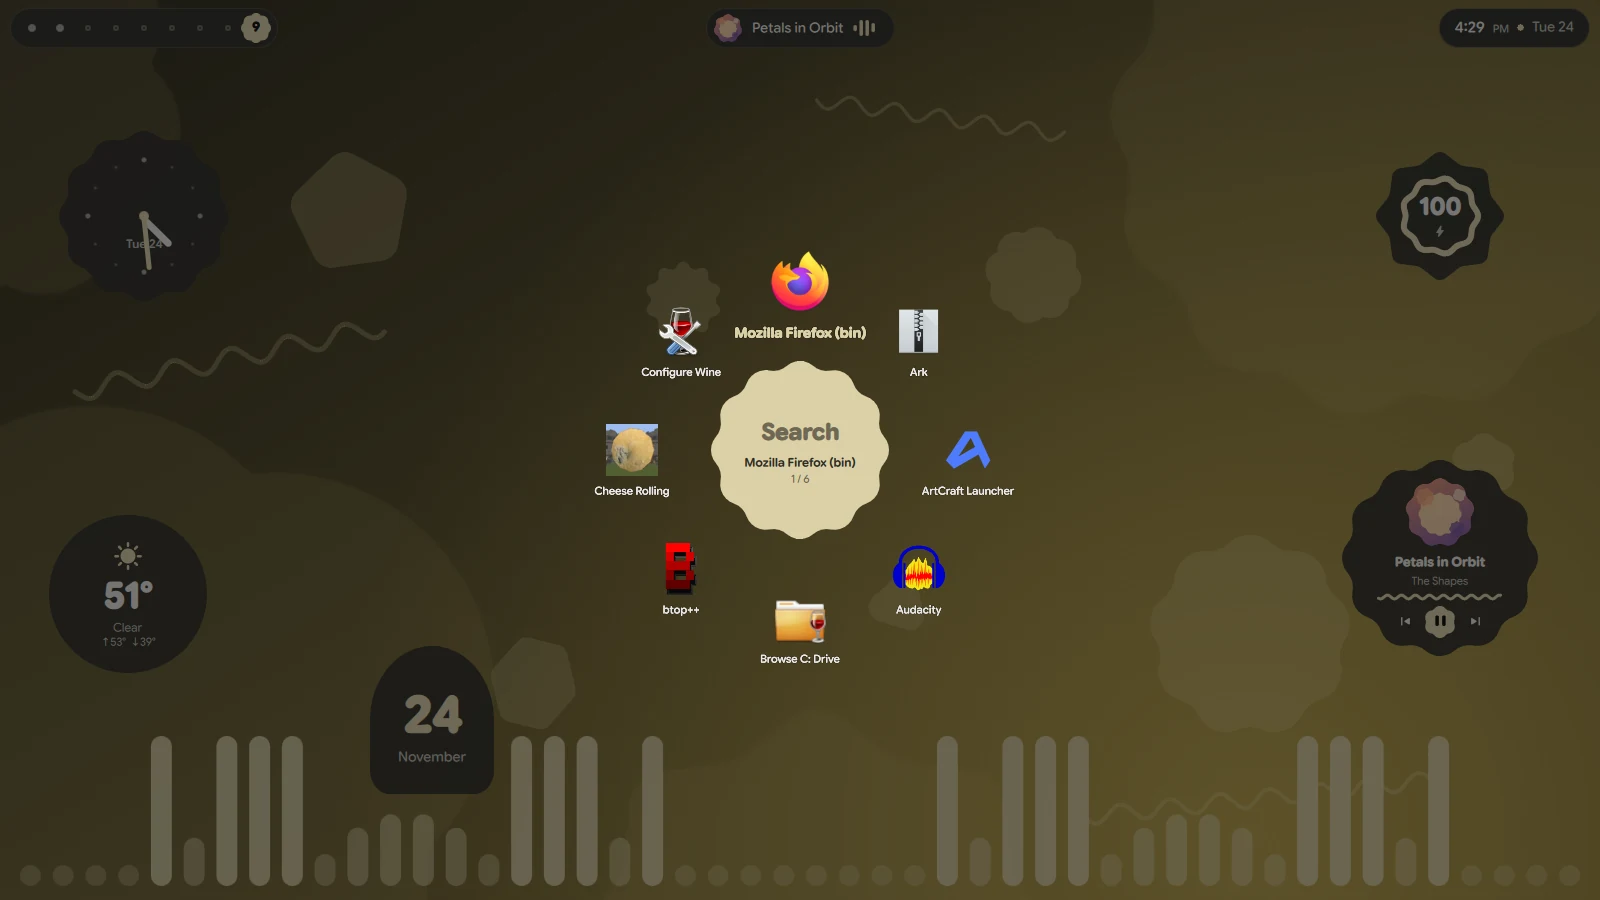 9
Petals in Orbit
4:29 PM Tue 24
Tue 24
100
Mozilla Firefox (bin)
Configure Wine
Ark
Search
Mozilla Firefox (bin)
1 / 6
Cheese Rolling
ArtCraft Launcher
btop++
Audacity
Browse C: Drive
51°
Clear
↑53° ↓39°
24
November
Petals in Orbit
The Shapes